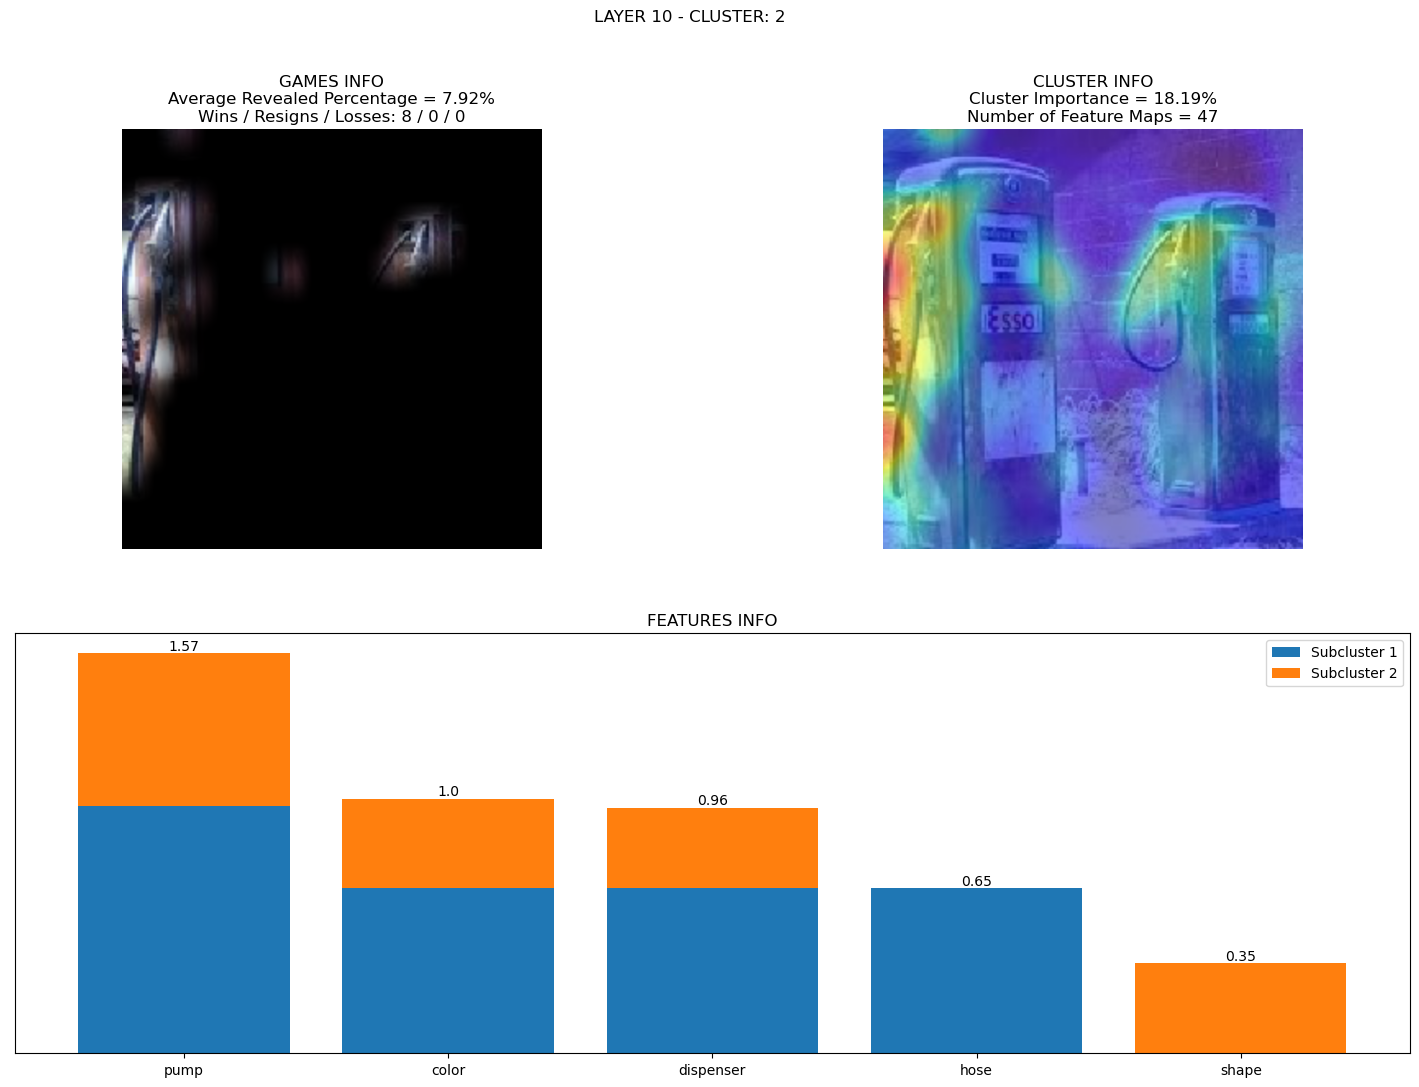 LAYER 10 - CLUSTER: 2
GAMES INFO
Average Revealed Percentage = 7.92%
Wins / Resigns / Losses: 8 / 0 / 0
CLUSTER INFO
Cluster Importance = 18.19%
Number of Feature Maps = 47
FEATURES INFO
Subcluster 1
Subcluster 2
1.57
1.0
0.96
0.65
0.35
pump
color
dispenser
hose
shape